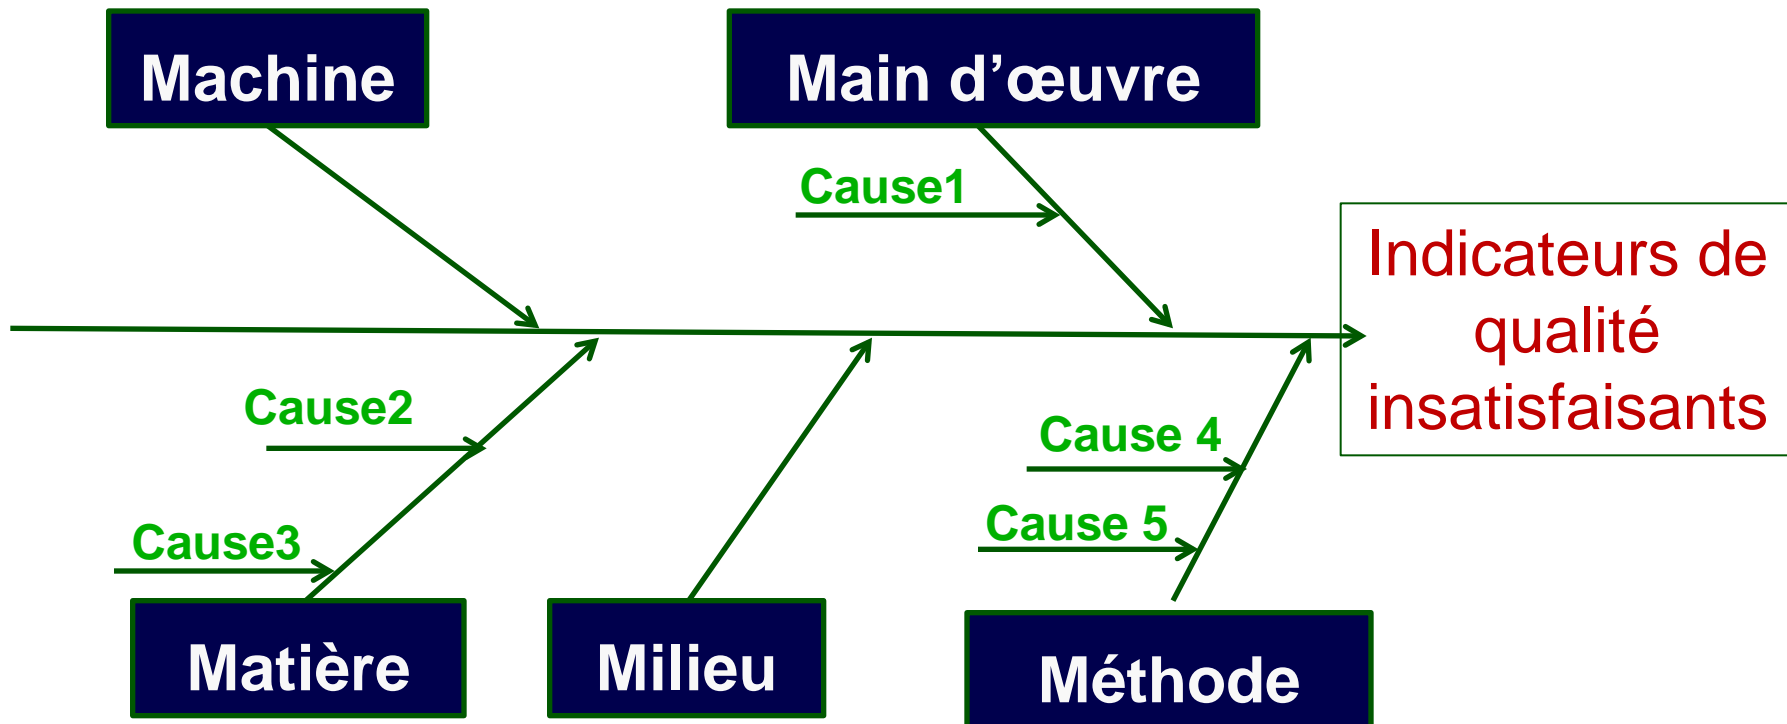 Machine
Main d’œuvre
Cause1
Indicateurs de
qualité
insatisfaisants
Cause2
Cause 4
Cause 5
Cause3
Matière
Milieu
Méthode